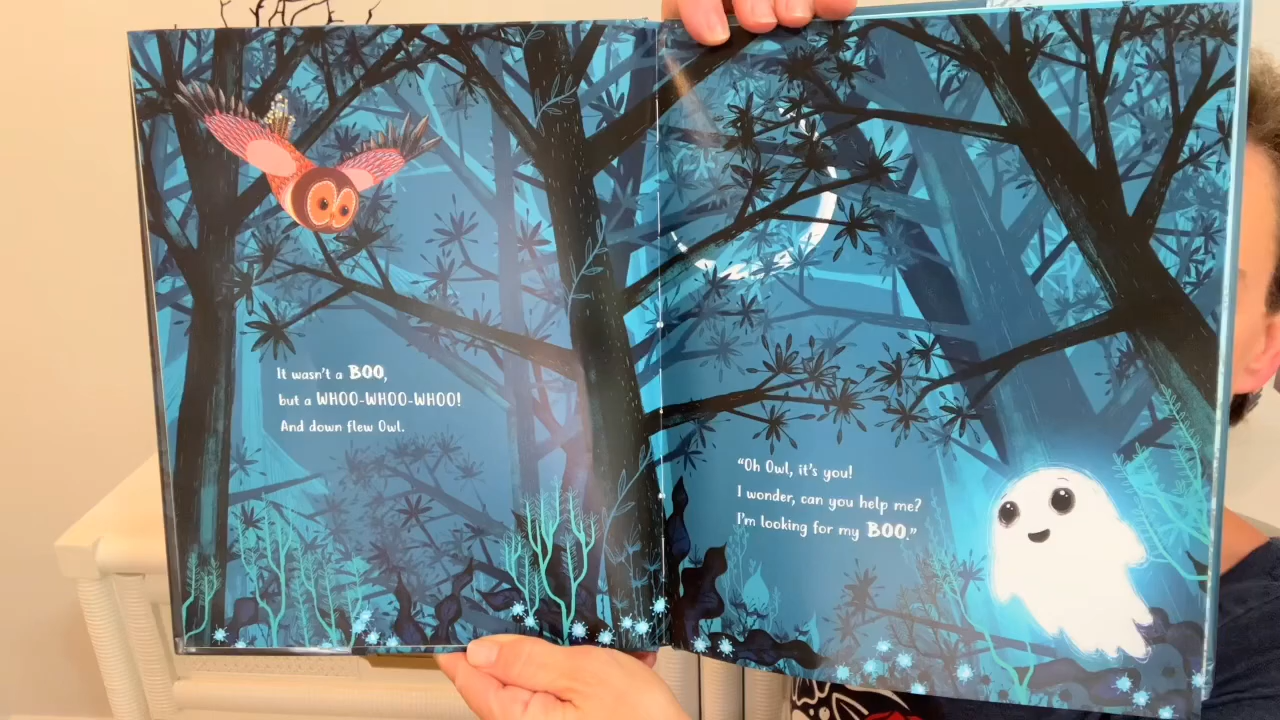 It wasn't a BOO,
but a WHOO-WHOO-WHOO!
And down flew Owl.
"Oh Owl, it's you!
I wonder, can you help me?
I'm looking for my BOO."